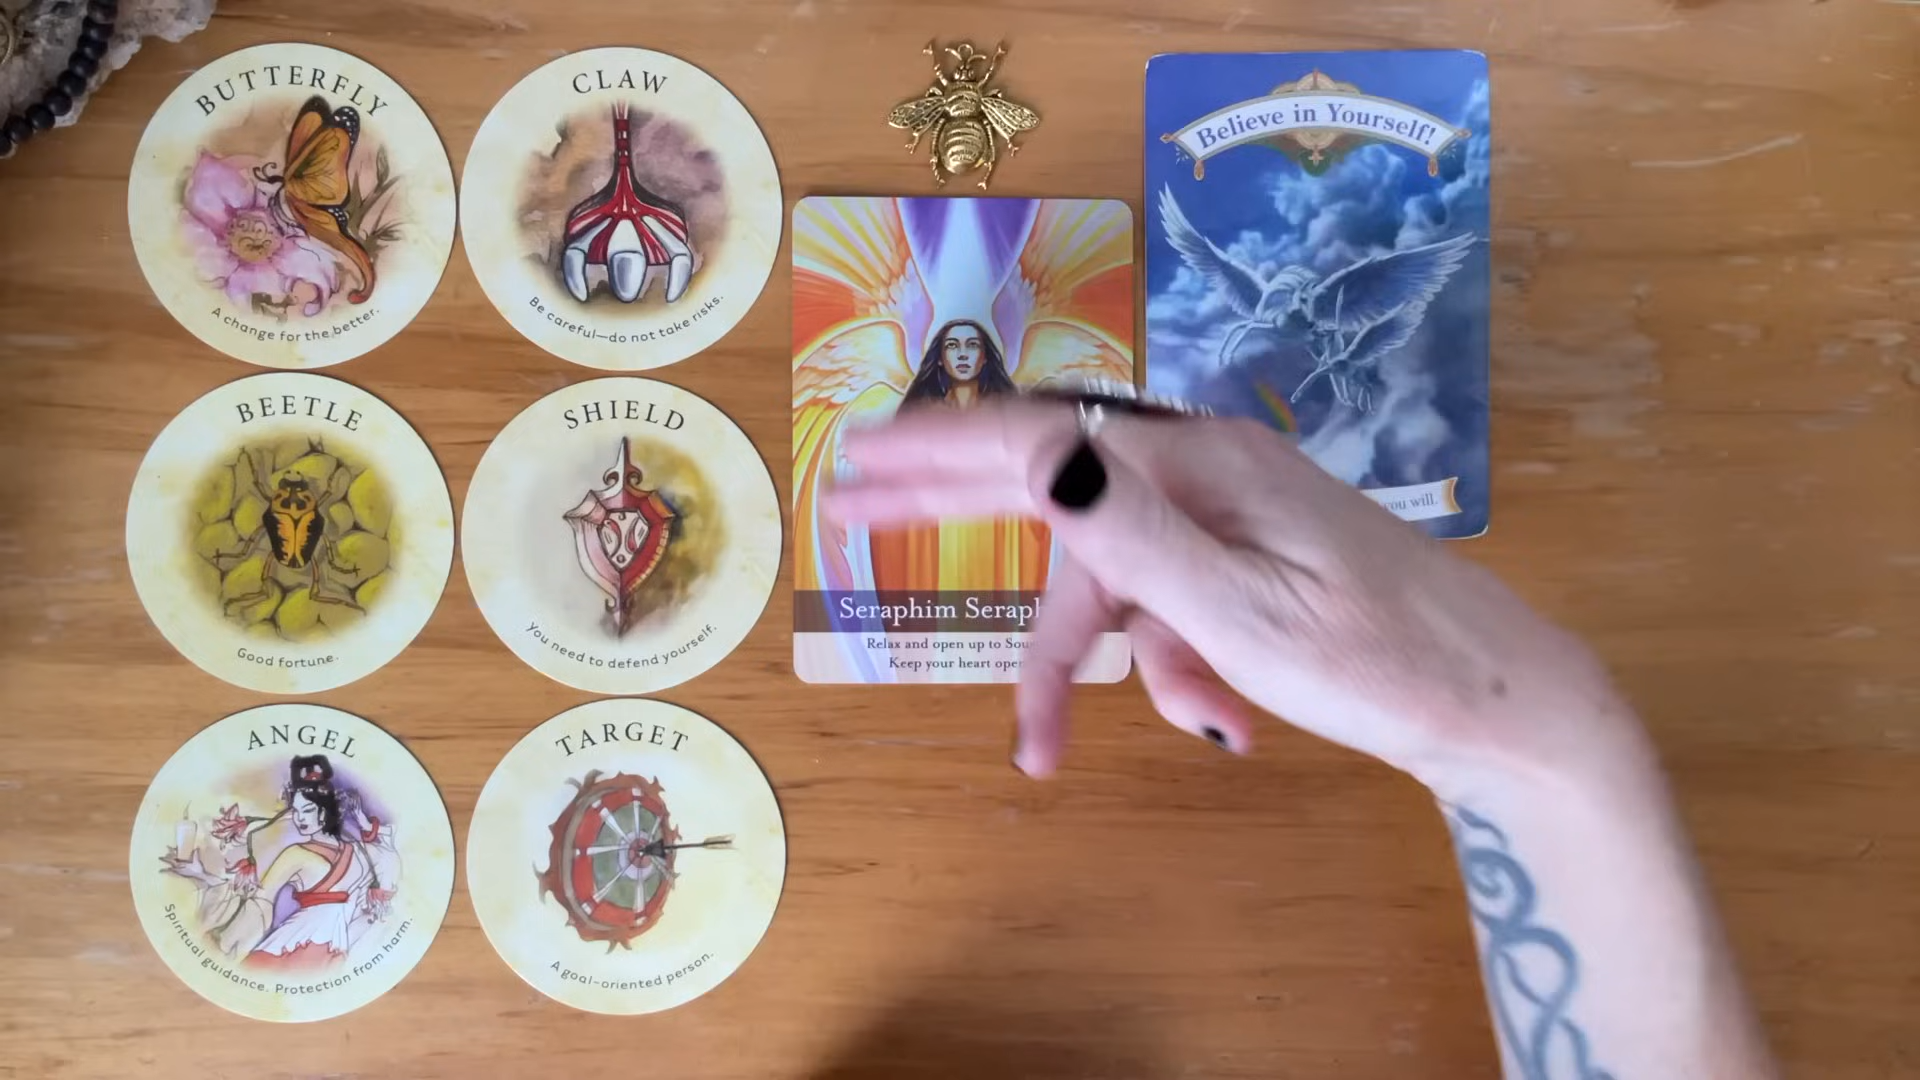 BUTTERFLY
A change for the better.
CLAW
Be careful—do not take risks.
BEETLE
Good fortune.
SHIELD
You need to defend yourself.
ANGEL
Spiritual guidance. Protection from harm.
TARGET
A goal-oriented person.
Seraphim
Relax and open up to
Keep your heart
Believe in Yourself!
you will.